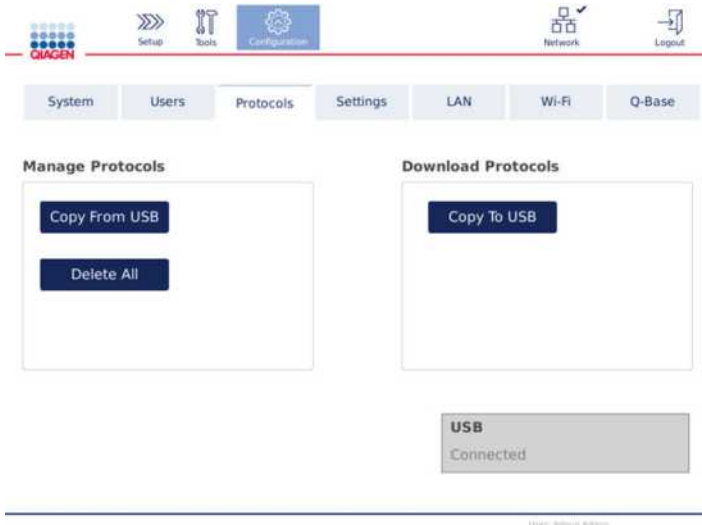 QIAGEN
Setup
Tools
Configuration
Network
Logout
System
Users
Protocols
Settings
LAN
Wi-Fi
Q-Base
Manage Protocols
Download Protocols
Copy From USB
Copy To USB
Delete All
USB
Connected